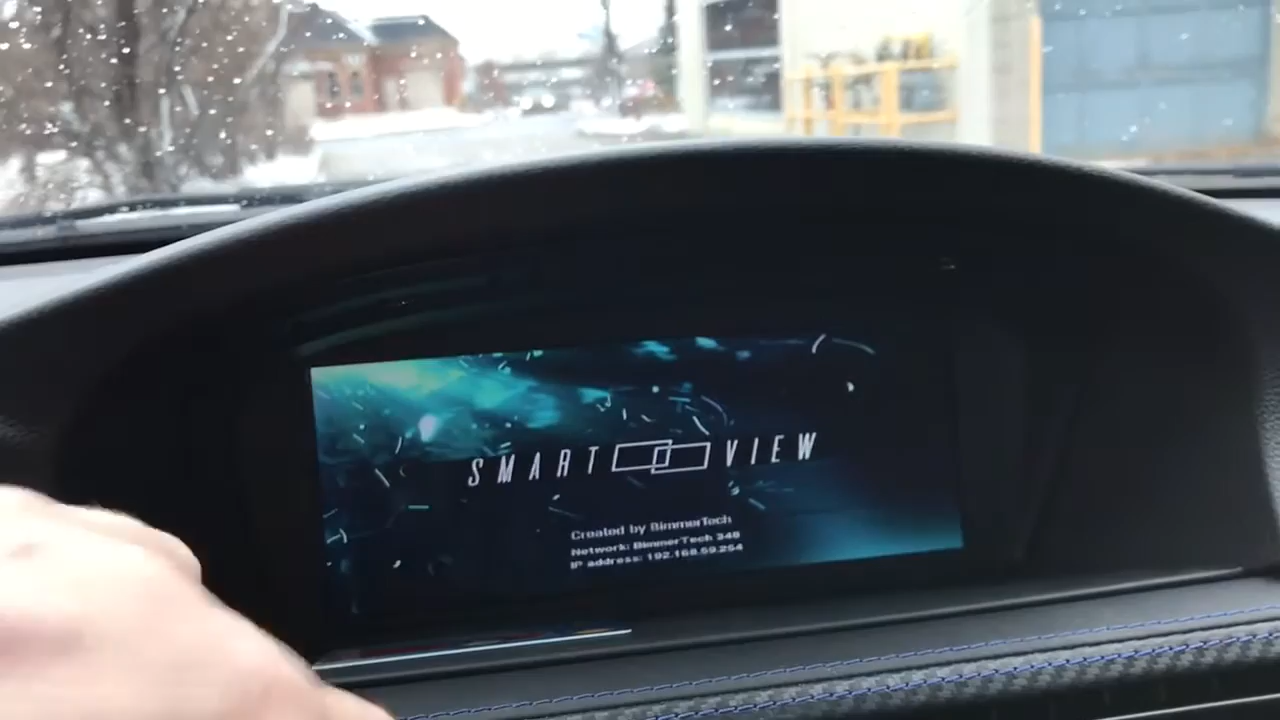 SMART VIEW
Created by BimmerTech
Network: BimmerTech 348
IP address: 192.168.59.254